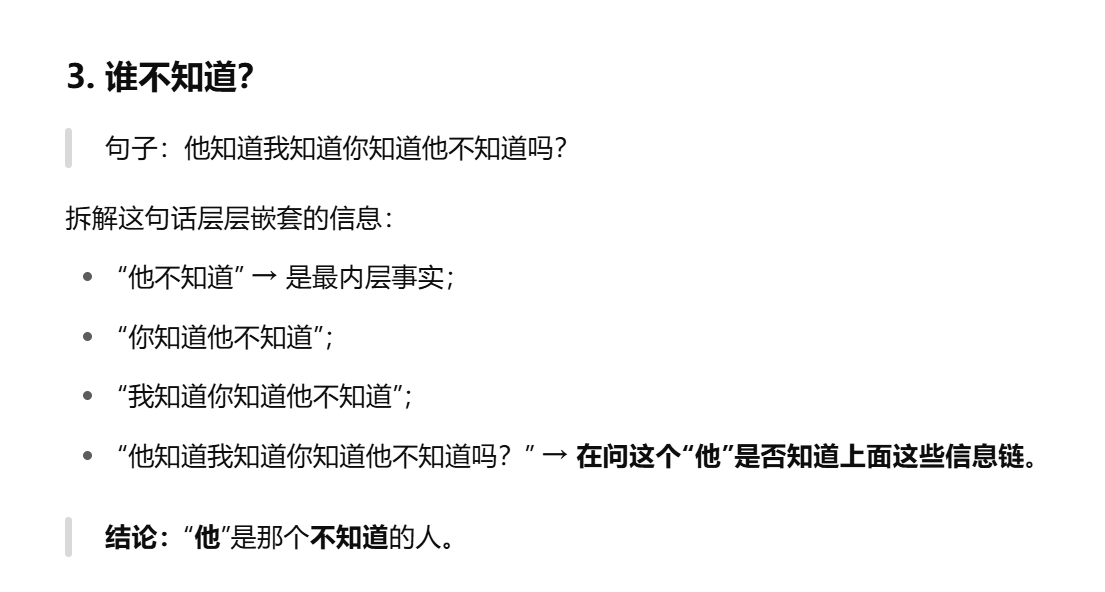 3. 谁不知道?
句子：他知道我知道你知道他不知道吗?
拆解这句话层层嵌套的信息：
• “他不知道” → 是最内层事实；
• “你知道他不知道”；
• “我知道你知道他不知道”；
• “他知道我知道你知道他不知道吗？” → 在问这个“他”是否知道上面这些信息链。
结论：“他”是那个不知道的人。